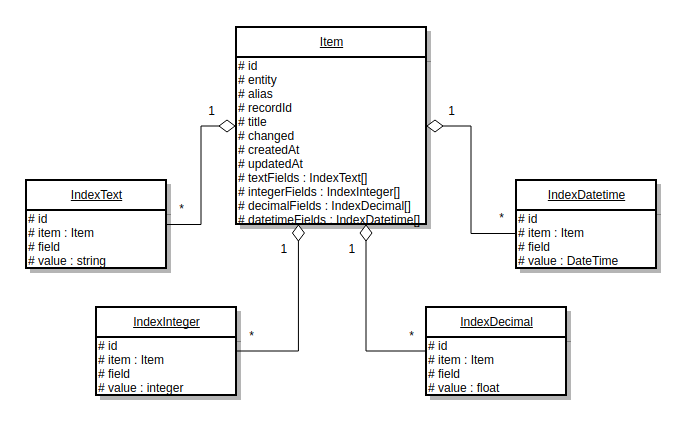 Item
# id
# entity
# alias
# recordId
# title
# changed
# createdAt
# updatedAt
# textFields : IndexText[]
# integerFields : IndexInteger[]
# decimalFields : IndexDecimal[]
# datetimeFields : IndexDatetime[]
1
1
1
1
IndexText
# id
# item : Item
# field
# value : string
*
IndexDatetime
# id
# item : Item
# field
# value : DateTime
*
IndexInteger
# id
# item : Item
# field
# value : integer
*
IndexDecimal
# id
# item : Item
# field
# value : float
*